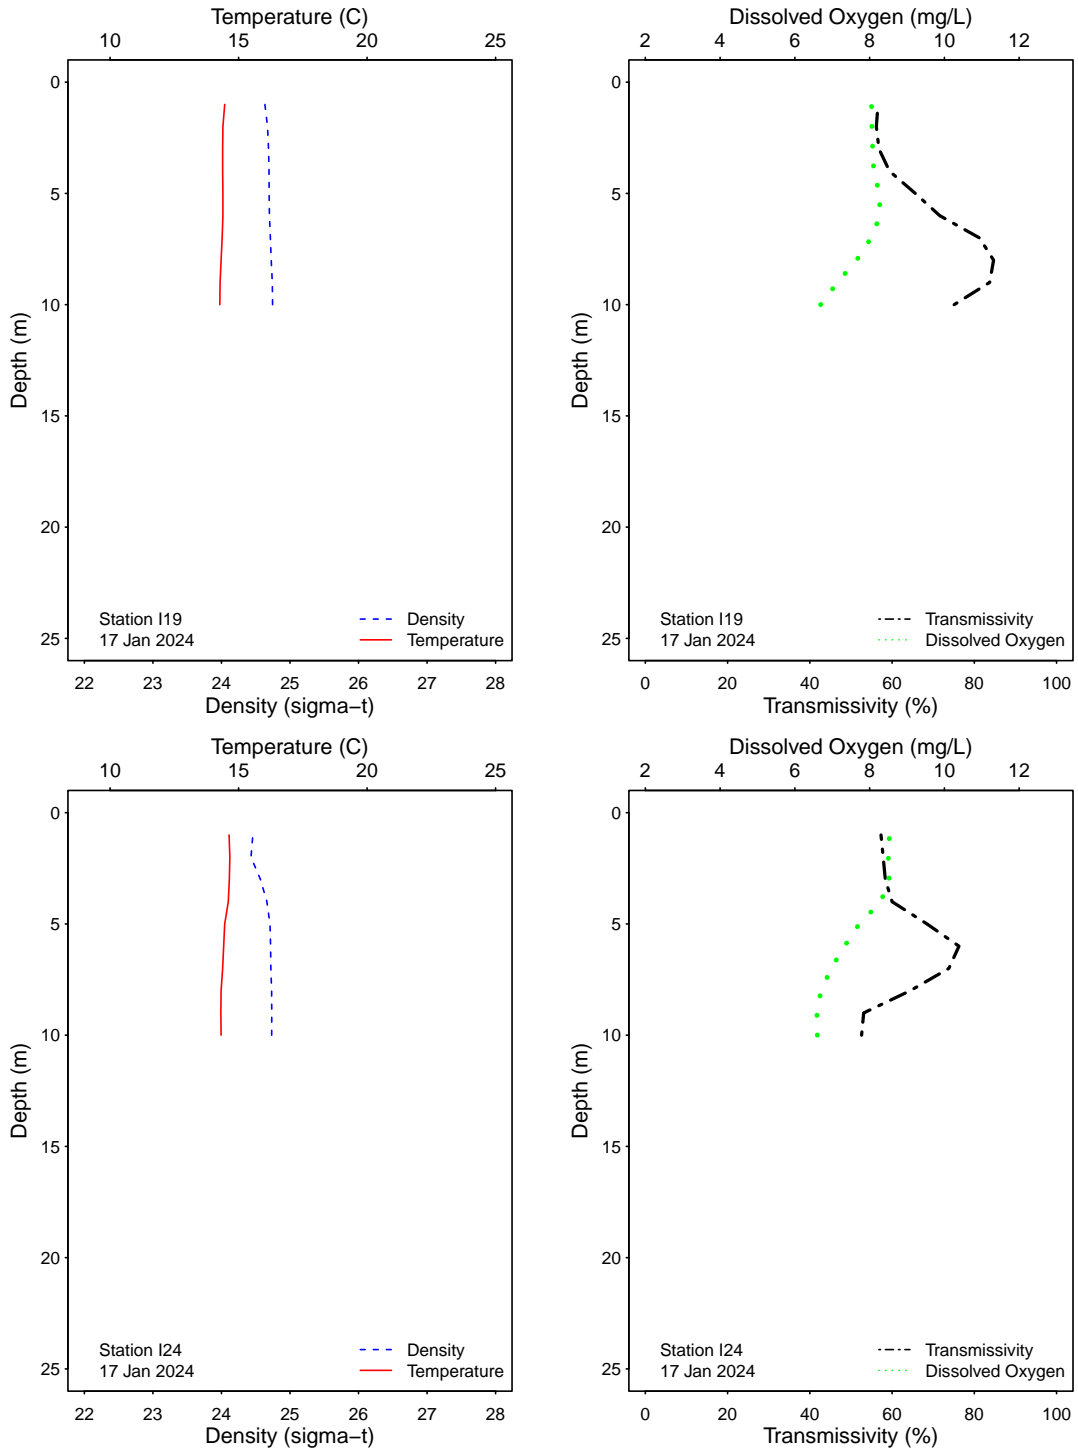 Temperature (C)
10 15 20 25
0
5
10
15
20
25
Depth (m)
Station I19
17 Jan 2024
Density
Temperature
22 23 24 25 26 27 28
Density (sigma−t)
Dissolved Oxygen (mg/L)
2 4 6 8 10 12
0
5
10
15
20
25
Depth (m)
Station I19
17 Jan 2024
Transmissivity
Dissolved Oxygen
0 20 40 60 80 100
Transmissivity (%)
Temperature (C)
10 15 20 25
0
5
10
15
20
25
Depth (m)
Station I24
17 Jan 2024
Density
Temperature
22 23 24 25 26 27 28
Density (sigma−t)
Dissolved Oxygen (mg/L)
2 4 6 8 10 12
0
5
10
15
20
25
Depth (m)
Station I24
17 Jan 2024
Transmissivity
Dissolved Oxygen
0 20 40 60 80 100
Transmissivity (%)